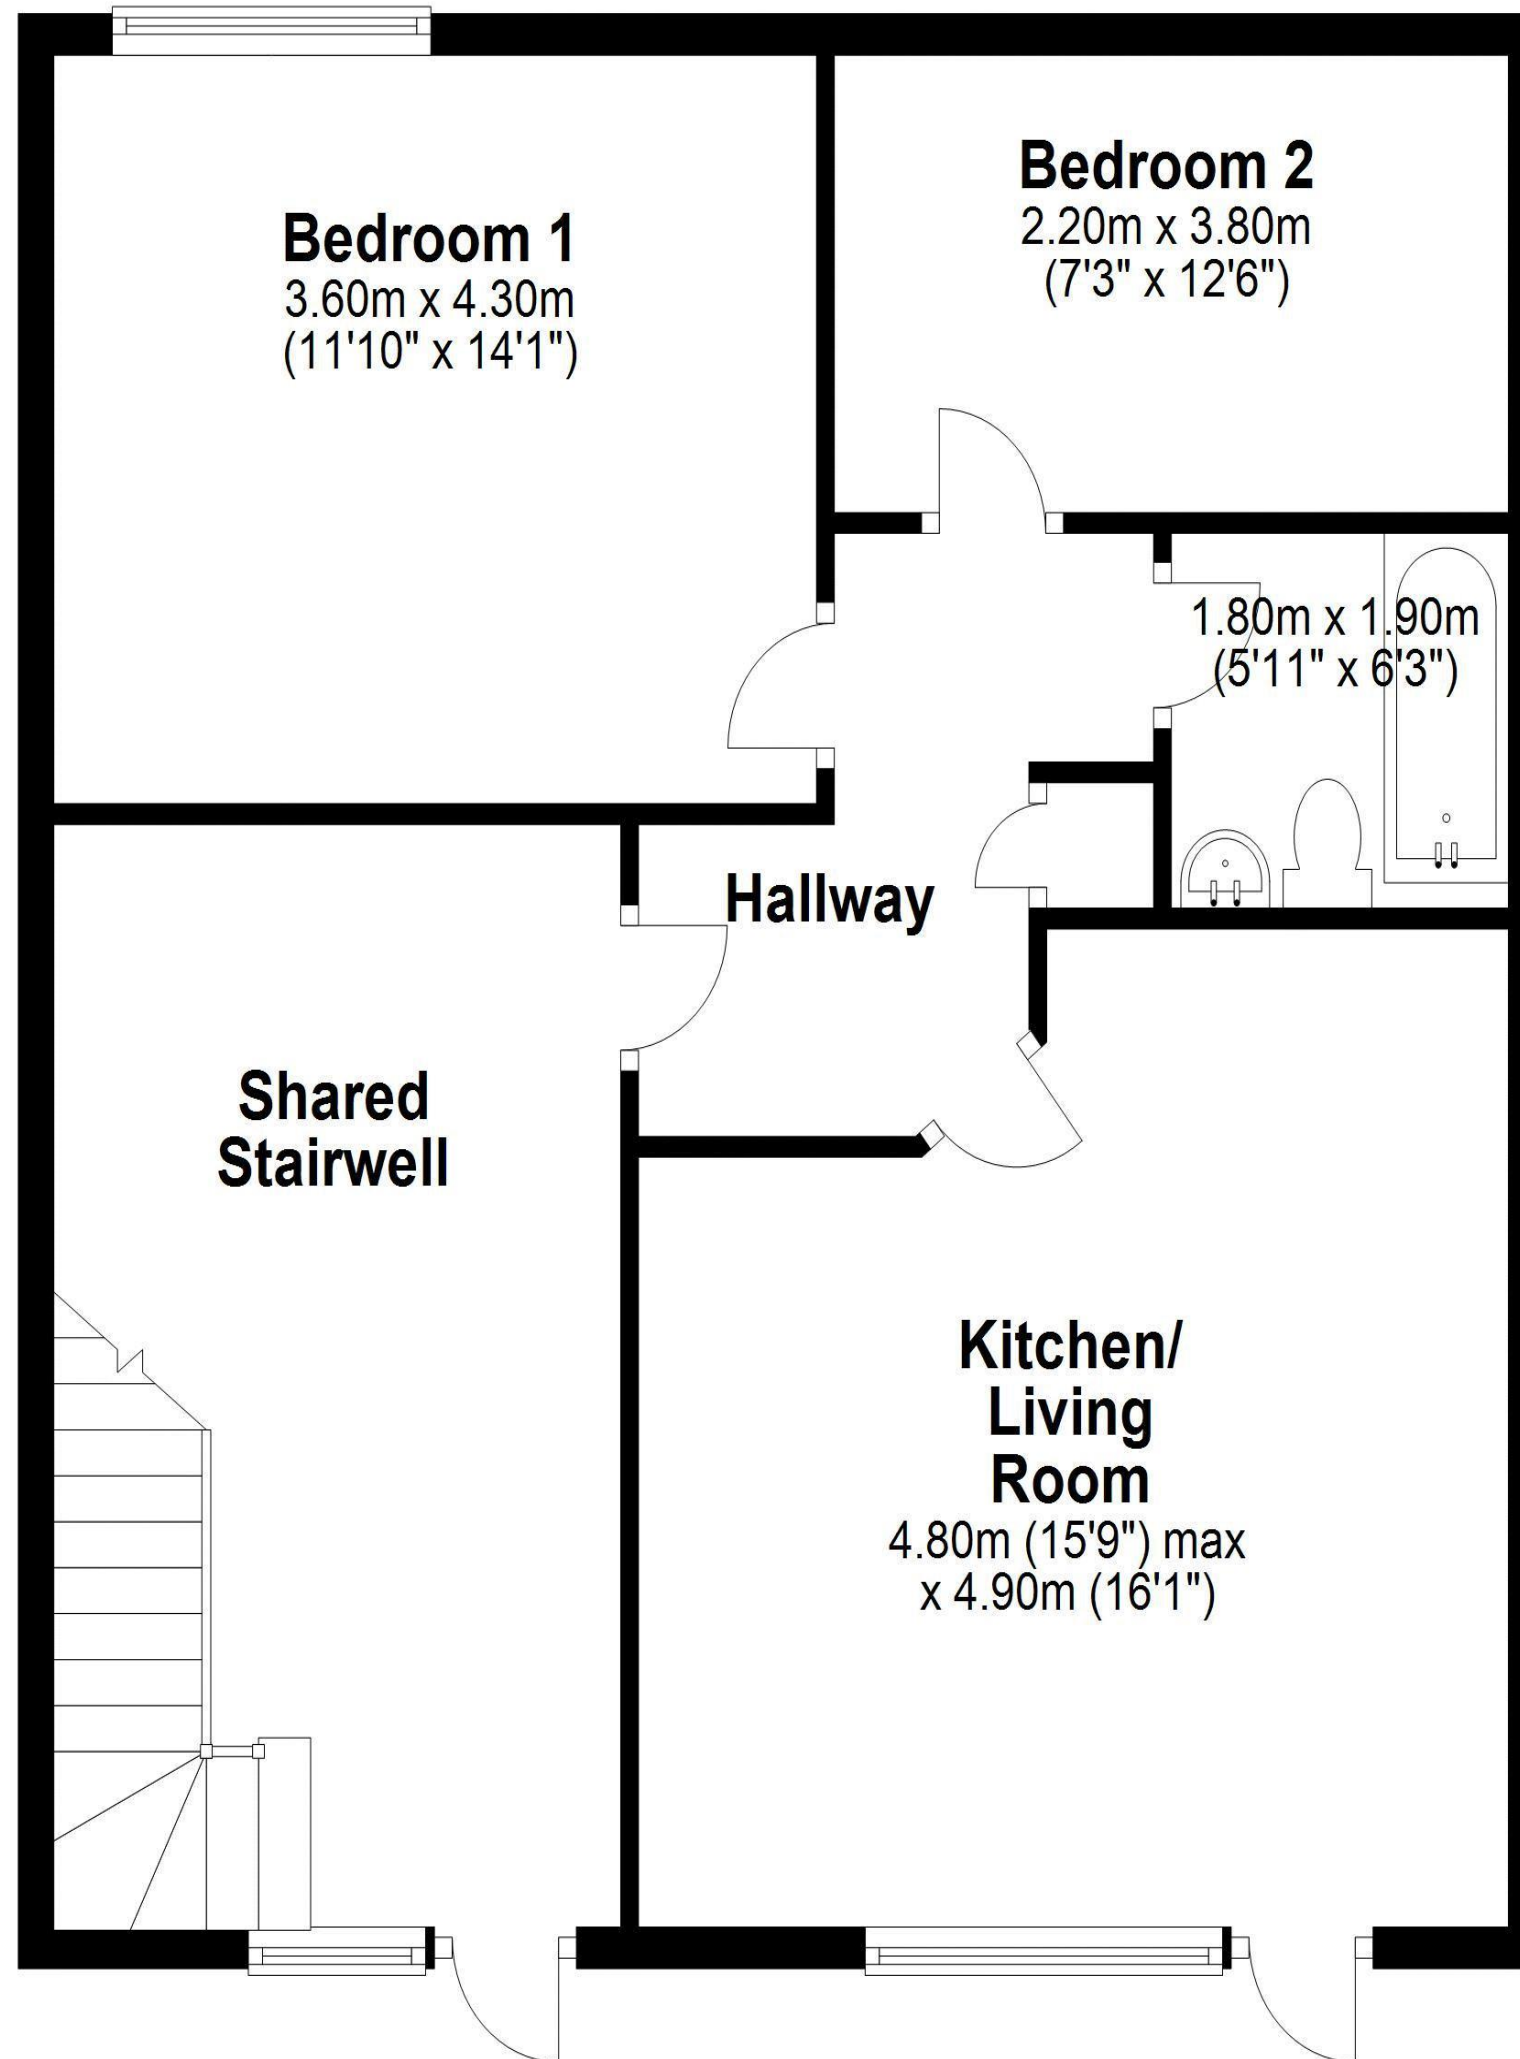 Bedroom 1
3.60m x 4.30m
(11'10" x 14'1")
Bedroom 2
2.20m x 3.80m
(7'3" x 12'6")
1.80m x 1.90m
(5'11" x 6'3")
Hallway
Shared
Stairwell
Kitchen/
Living
Room
4.80m (15'9") max
x 4.90m (16'1")